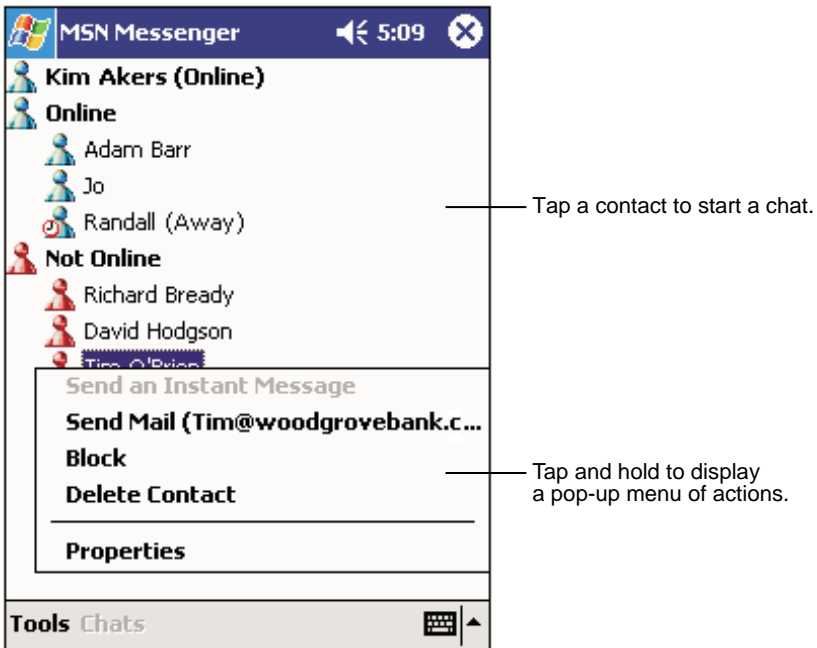 MSN Messenger 5:09
Kim Akers (Online)
Online
Adam Barr
Jo
Randall (Away)
Tap a contact to start a chat.
Not Online
Richard Bready
David Hodgson
Tim O'Brien
Send an Instant Message
Send Mail (Tim@woodgrovebank.c...
Block
Tap and hold to display
a pop-up menu of actions.
Delete Contact
Properties
Tools Chats